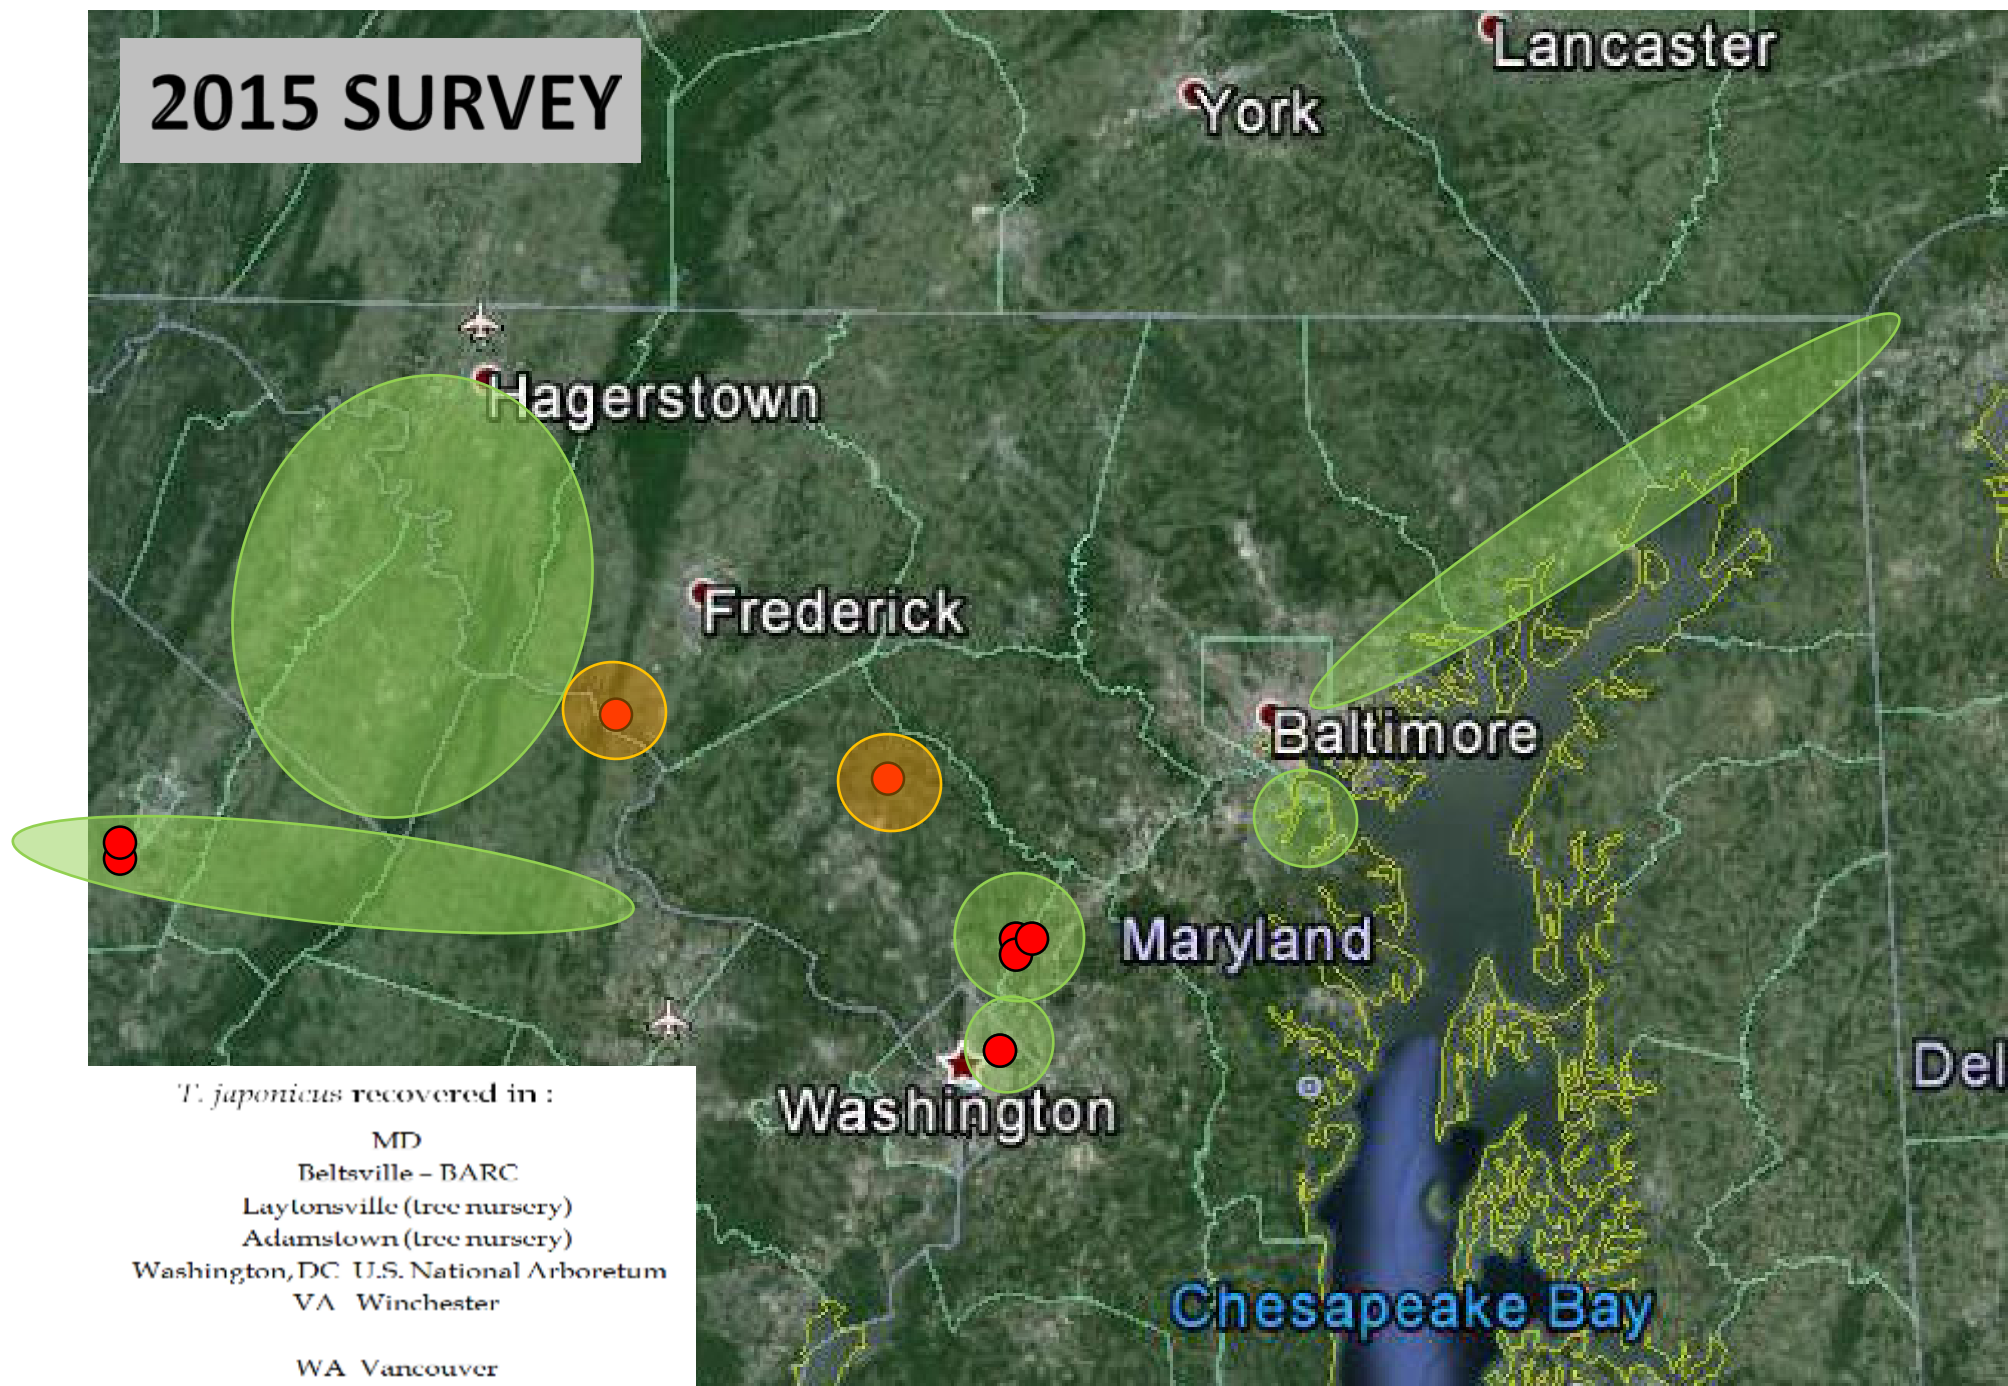 2015 SURVEY
Lancaster
York
Hagerstown
Frederick
Baltimore
Maryland
Del
Washington
Chesapeake Bay
T. japonicus recovered in :
MD
Beltsville – BARC
Laytonsville (tree nursery)
Adamstown (tree nursery)
Washington, DC U.S. National Arboretum
VA Winchester
WA Vancouver